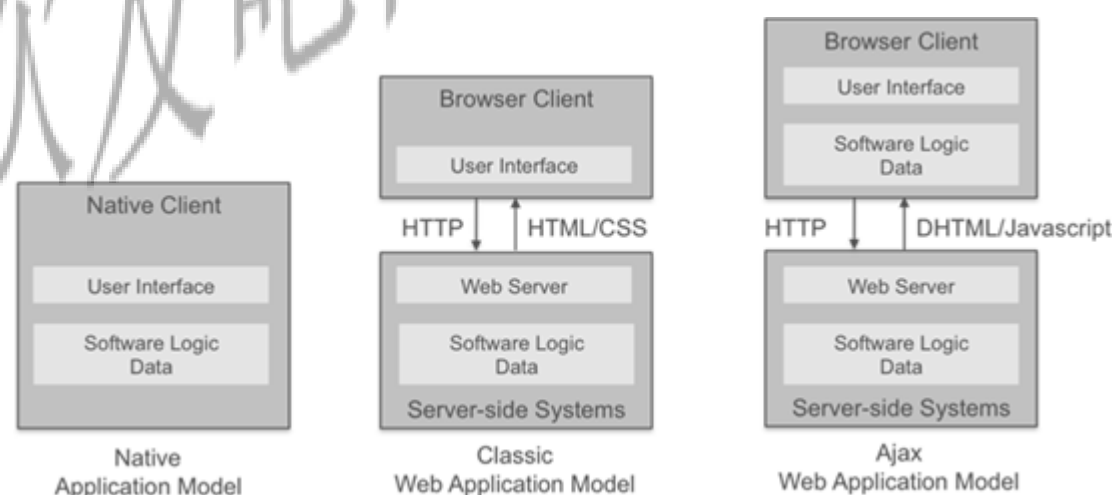 Native Client
User Interface
Software Logic
Data
Native
Application Model
Browser Client
User Interface
HTTP
HTML/CSS
Web Server
Software Logic
Data
Server-side Systems
Classic
Web Application Model
Browser Client
User Interface
Software Logic
Data
HTTP
DHTML/Javascript
Web Server
Software Logic
Data
Server-side Systems
Ajax
Web Application Model